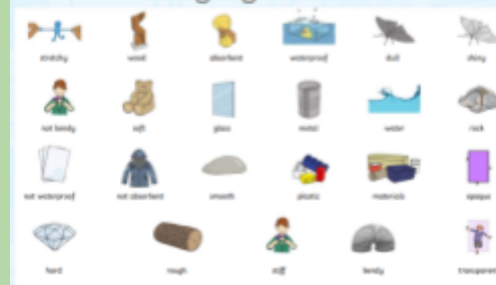 stretchy wood absorbent waterproof dull shiny
not bendy soft glass metal water rock
not waterproof not absorbent smooth plastic materials opaque
hard rough stiff bendy transparent